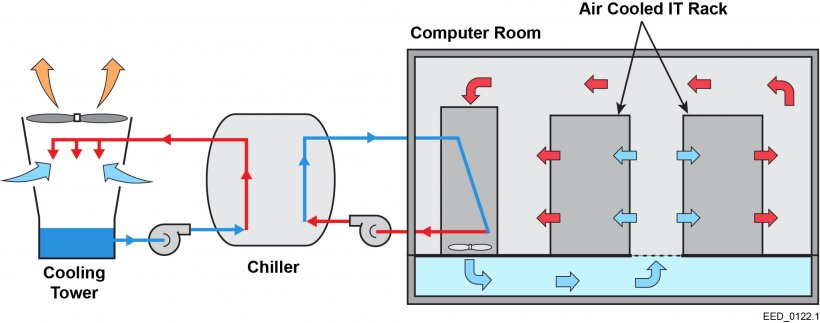 Air Cooled IT Rack
Computer Room
Chiller
Cooling
Tower
EED_0122.1